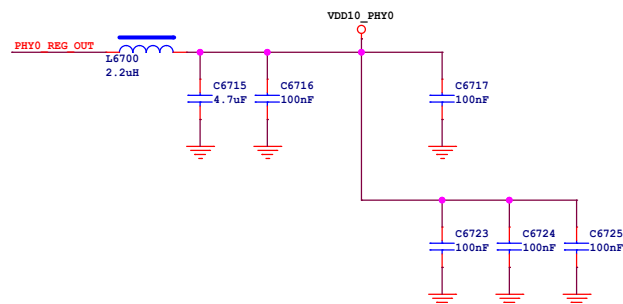 VDD10_PHY0
PHY0_REG_OUT
L6700
2.2uH
C6715
4.7uF
C6716
100nF
C6717
100nF
C6723
100nF
C6724
100nF
C6725
100nF